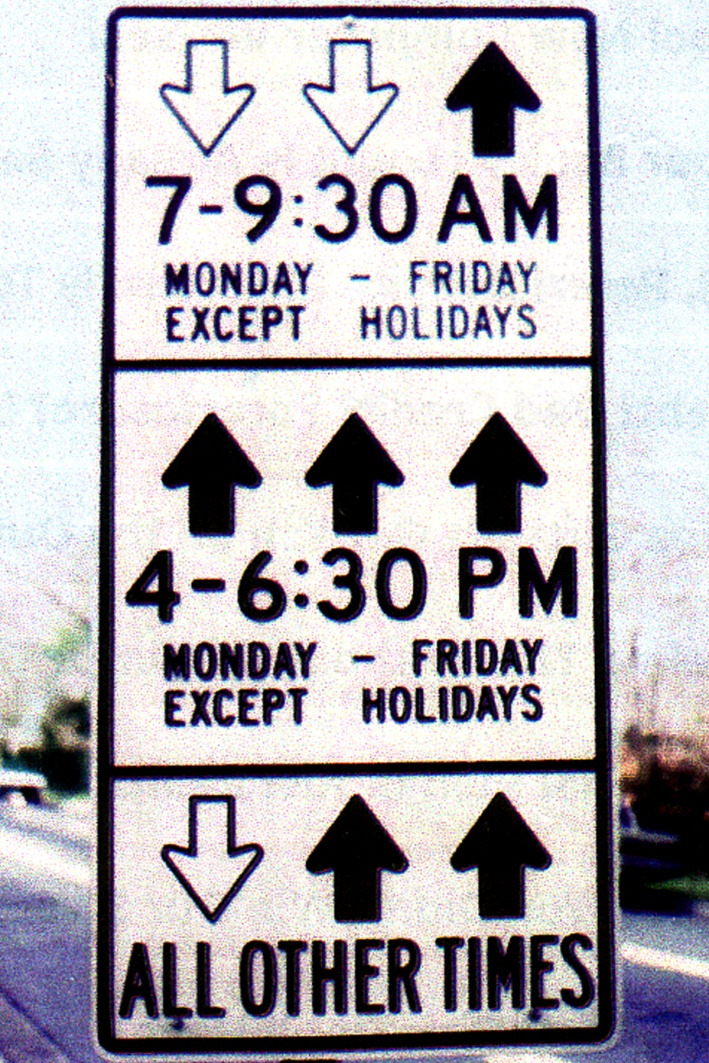 7-9:30 AM
MONDAY - FRIDAY
EXCEPT HOLIDAYS
4-6:30 PM
MONDAY - FRIDAY
EXCEPT HOLIDAYS
ALL OTHER TIMES